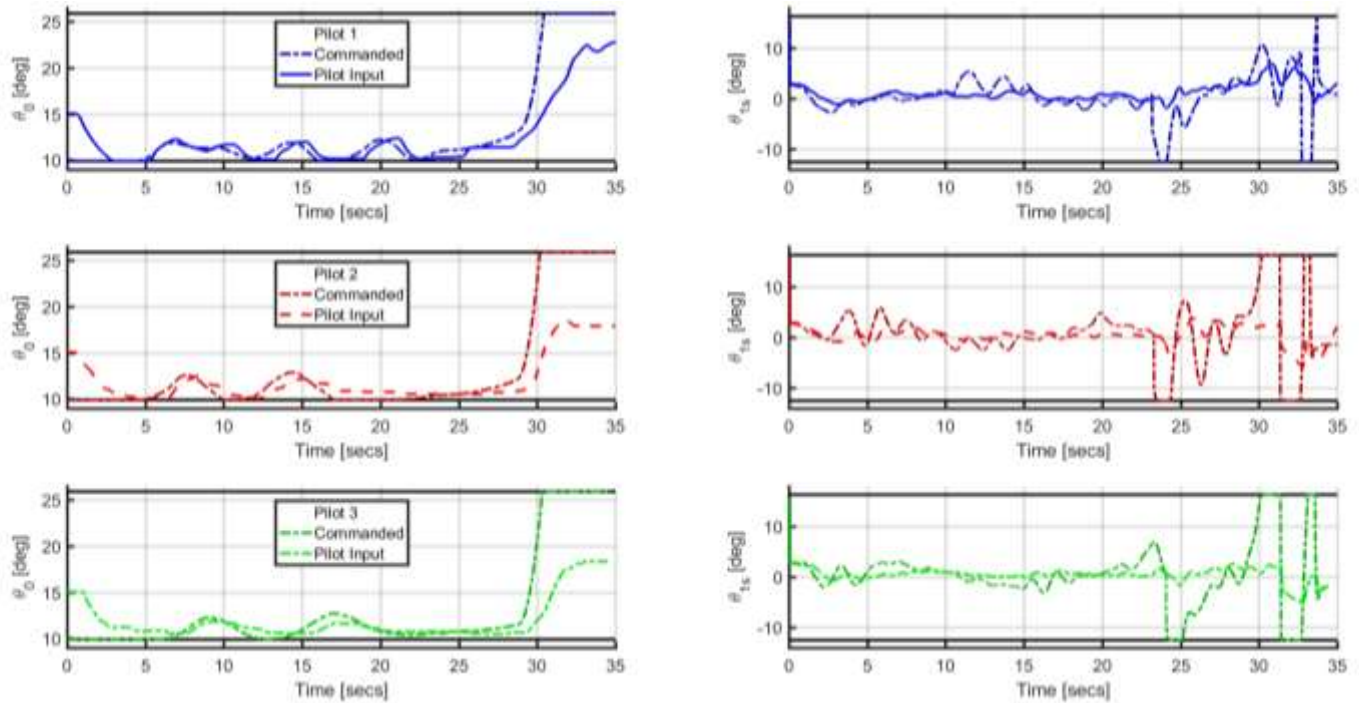 25
20
15
10
θ0 [deg]
Pilot 1
Commanded
Pilot Input
0 5 10 15 20 25 30 35
Time [secs]
10
0
-10
θ1s [deg]
0 5 10 15 20 25 30 35
Time [secs]
25
20
15
10
θ0 [deg]
Pilot 2
Commanded
Pilot Input
0 5 10 15 20 25 30 35
Time [secs]
10
0
-10
θ1s [deg]
0 5 10 15 20 25 30 35
Time [secs]
25
20
15
10
θ0 [deg]
Pilot 3
Commanded
Pilot Input
0 5 10 15 20 25 30 35
Time [secs]
10
0
-10
θ1s [deg]
0 5 10 15 20 25 30 35
Time [secs]